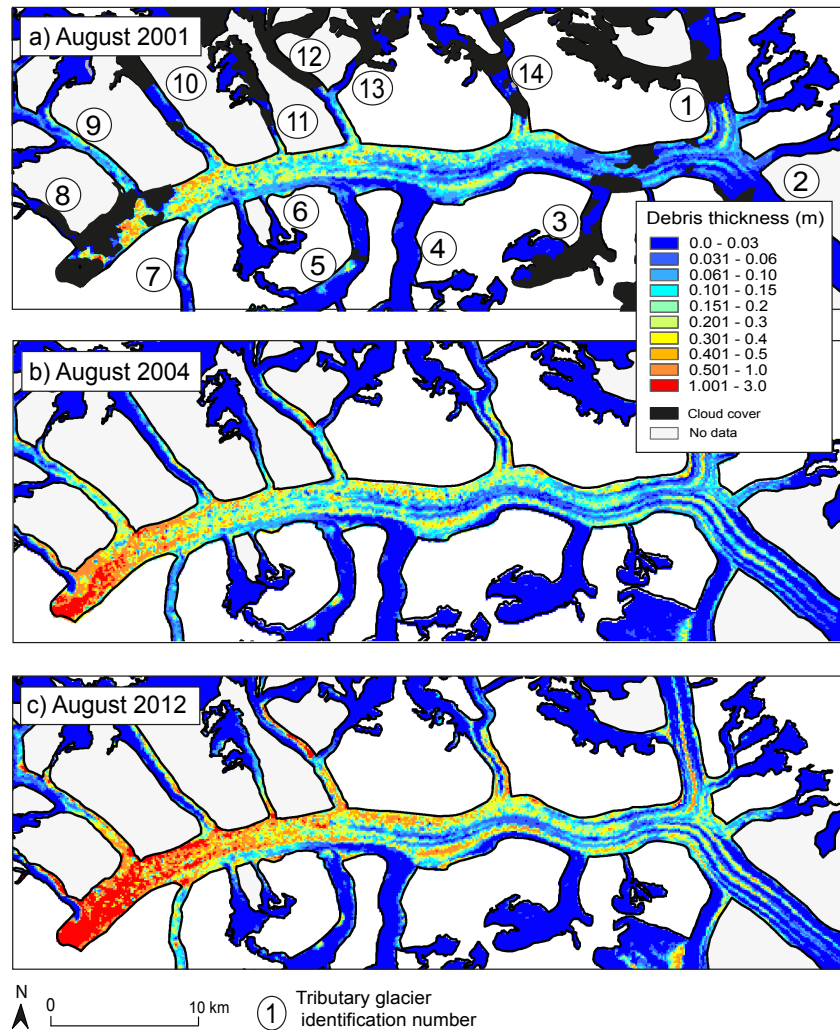 a) August 2001
12
10
13
14
11
1
9
8
2
6
3
4
5
7
Debris thickness (m)
0.0 - 0.03
0.031 - 0.06
0.061 - 0.10
0.101 - 0.15
0.151 - 0.2
0.201 - 0.3
0.301 - 0.4
0.401 - 0.5
0.501 - 1.0
1.001 - 3.0
Cloud cover
No data
b) August 2004
c) August 2012
N
0 10 km
1 Tributary glacier
identification number